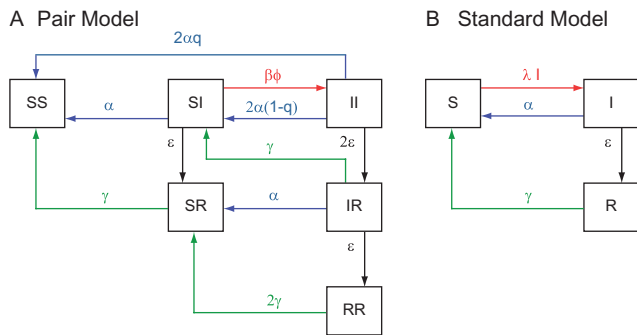 A Pair Model
B Standard Model
2αq
βϕ
λ I
SS
SI
II
S
I
α
2α(1-q)
α
ε
γ
2ε
ε
γ
SR
α
IR
γ
R
ε
2γ
RR